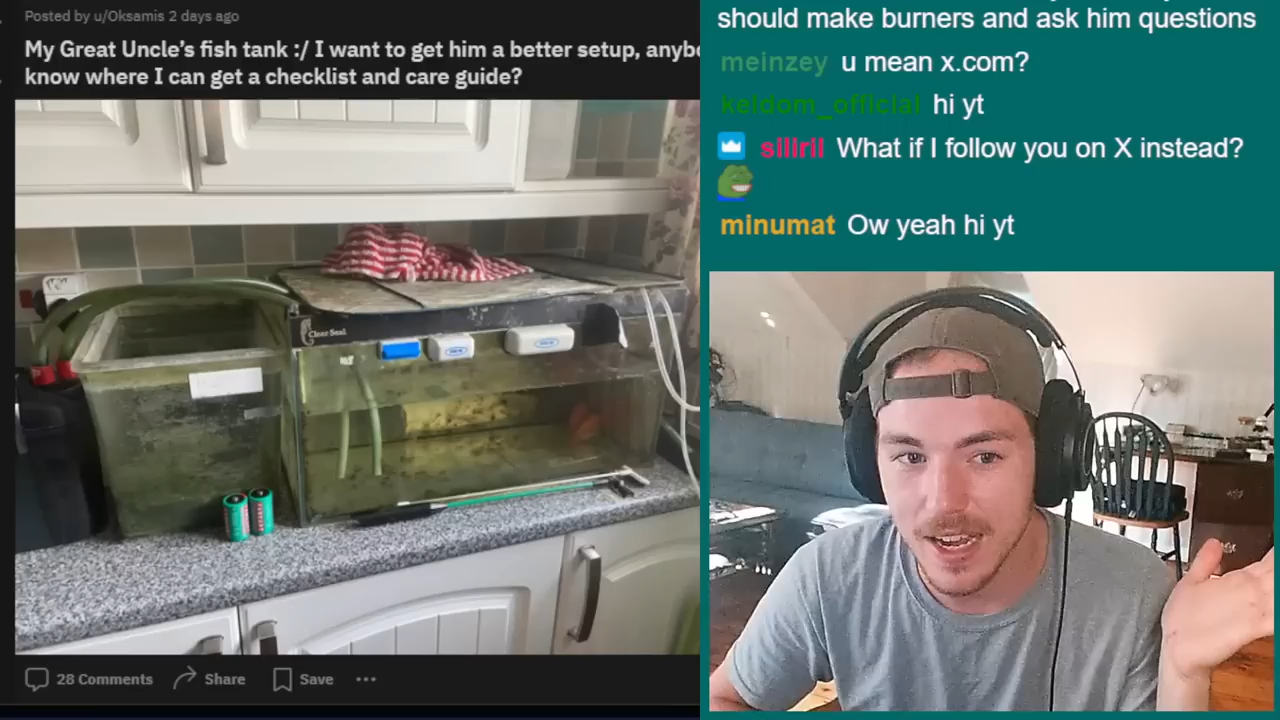 Posted by u/Oksamis 2 days ago
My Great Uncle's fish tank :/ I want to get him a better setup, anybo
know where I can get a checklist and care guide?
Clear Seal
28 Comments Share Save
should make burners and ask him questions
meinzey u mean x.com?
keldom_official hi yt
siliril What if I follow you on X instead?
minumat Ow yeah hi yt